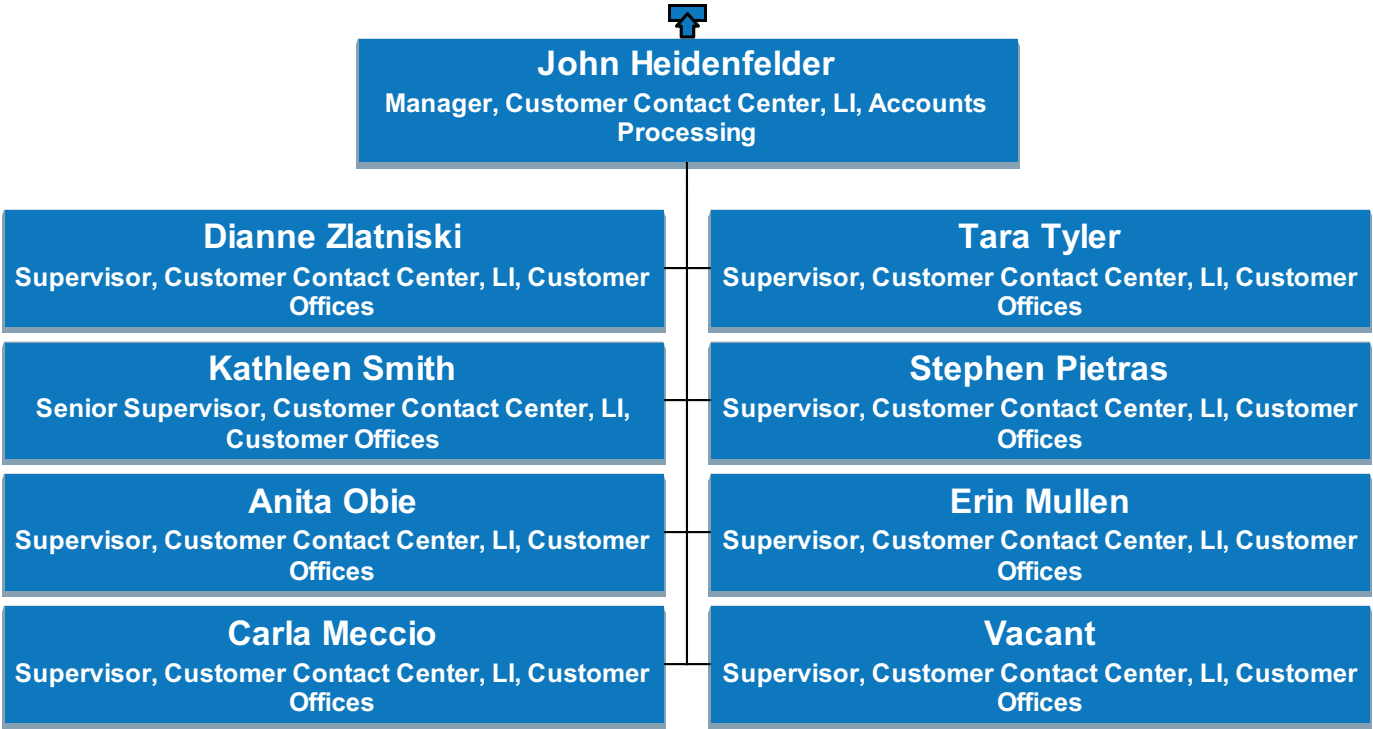 John Heidenfelder
Manager, Customer Contact Center, LI, Accounts
Processing
Dianne Zlatniski
Supervisor, Customer Contact Center, LI, Customer
Offices
Tara Tyler
Supervisor, Customer Contact Center, LI, Customer
Offices
Kathleen Smith
Senior Supervisor, Customer Contact Center, LI,
Customer Offices
Stephen Pietras
Supervisor, Customer Contact Center, LI, Customer
Offices
Anita Obie
Supervisor, Customer Contact Center, LI, Customer
Offices
Erin Mullen
Supervisor, Customer Contact Center, LI, Customer
Offices
Carla Meccio
Supervisor, Customer Contact Center, LI, Customer
Offices
Vacant
Supervisor, Customer Contact Center, LI, Customer
Offices